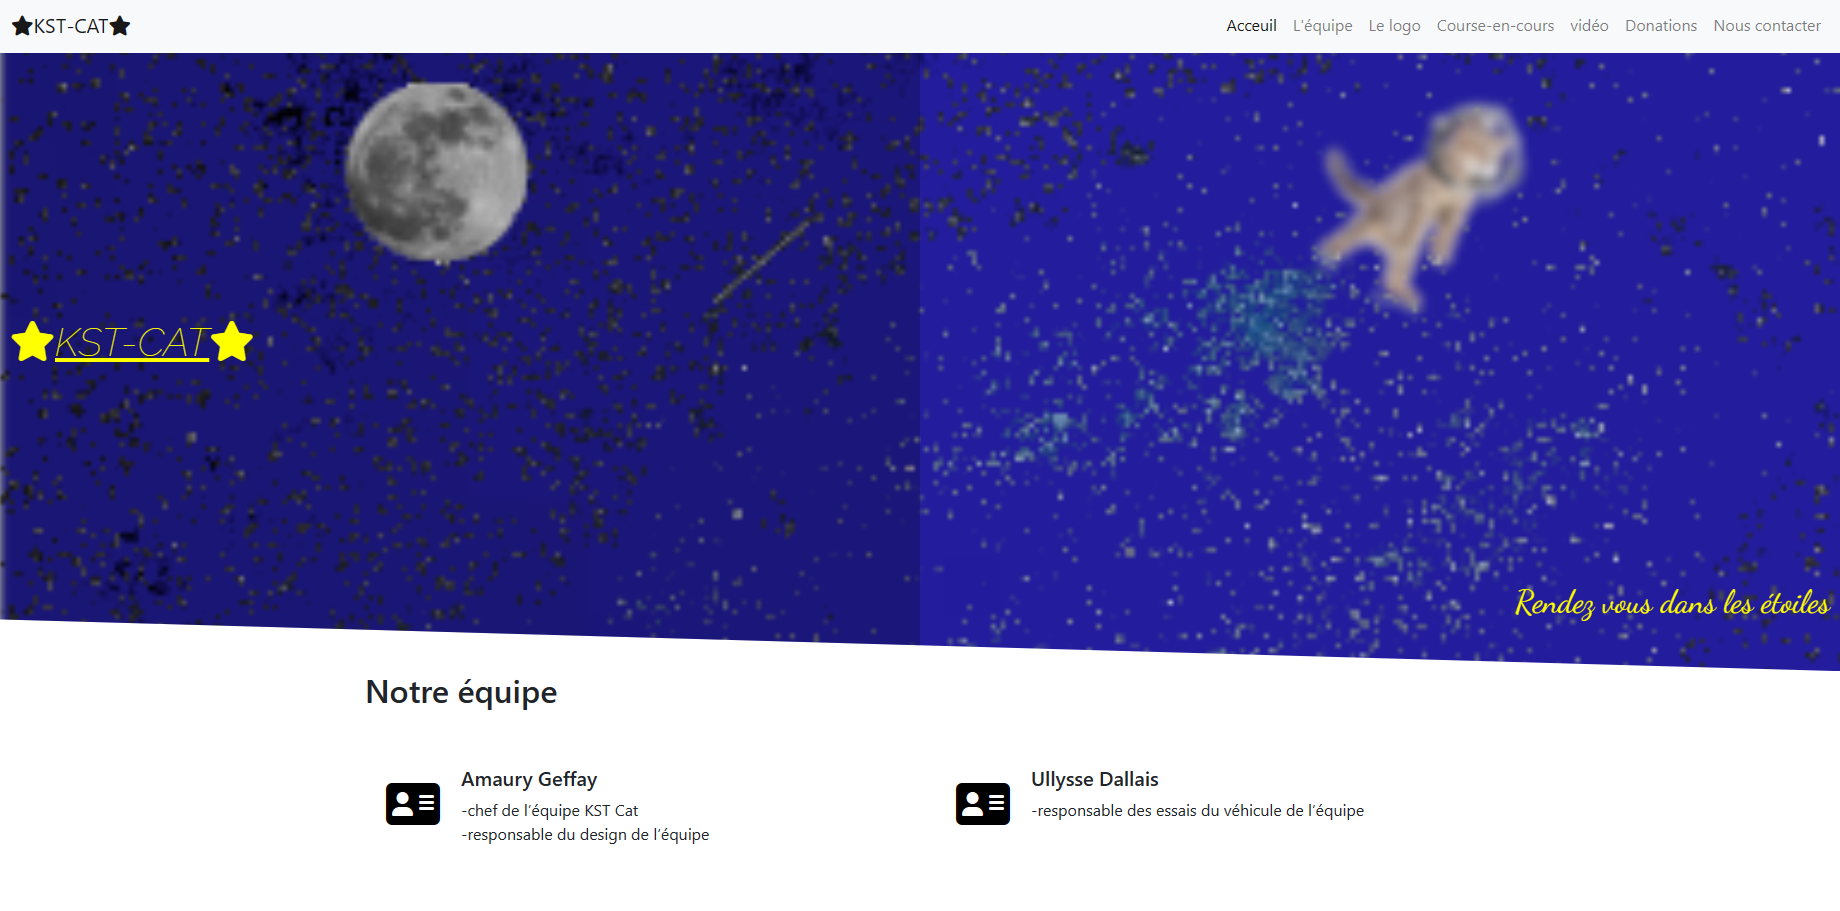 ★KST-CAT★
Acceuil L'équipe Le logo Course-en-cours vidéo Donations Nous contacter
★KST-CAT★
Rendez vous dans les étoiles
Notre équipe
Amaury Geffay
-chef de l’équipe KST Cat
-responsable du design de l’équipe
Ullysse Dallais
-responsable des essais du véhicule de l’équipe